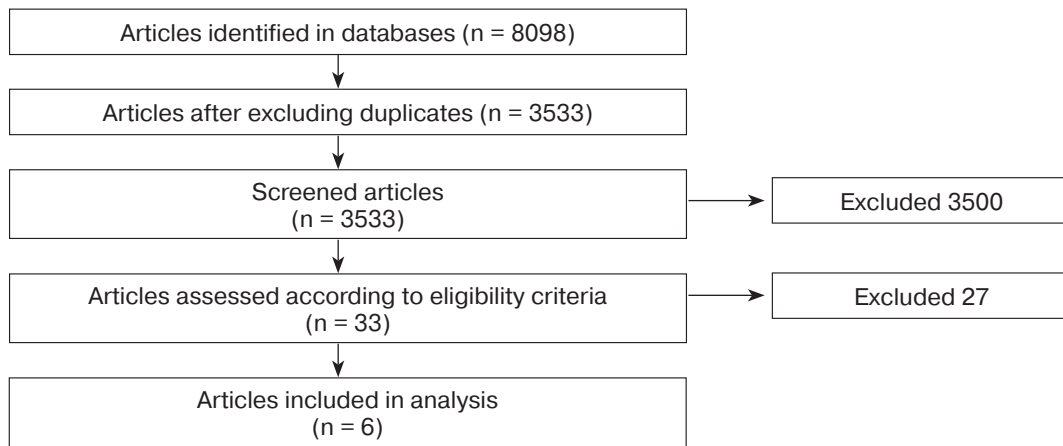 Articles identified in databases (n = 8098)
Articles after excluding duplicates (n = 3533)
Screened articles
(n = 3533)
Excluded 3500
Articles assessed according to eligibility criteria
(n = 33)
Excluded 27
Articles included in analysis
(n = 6)